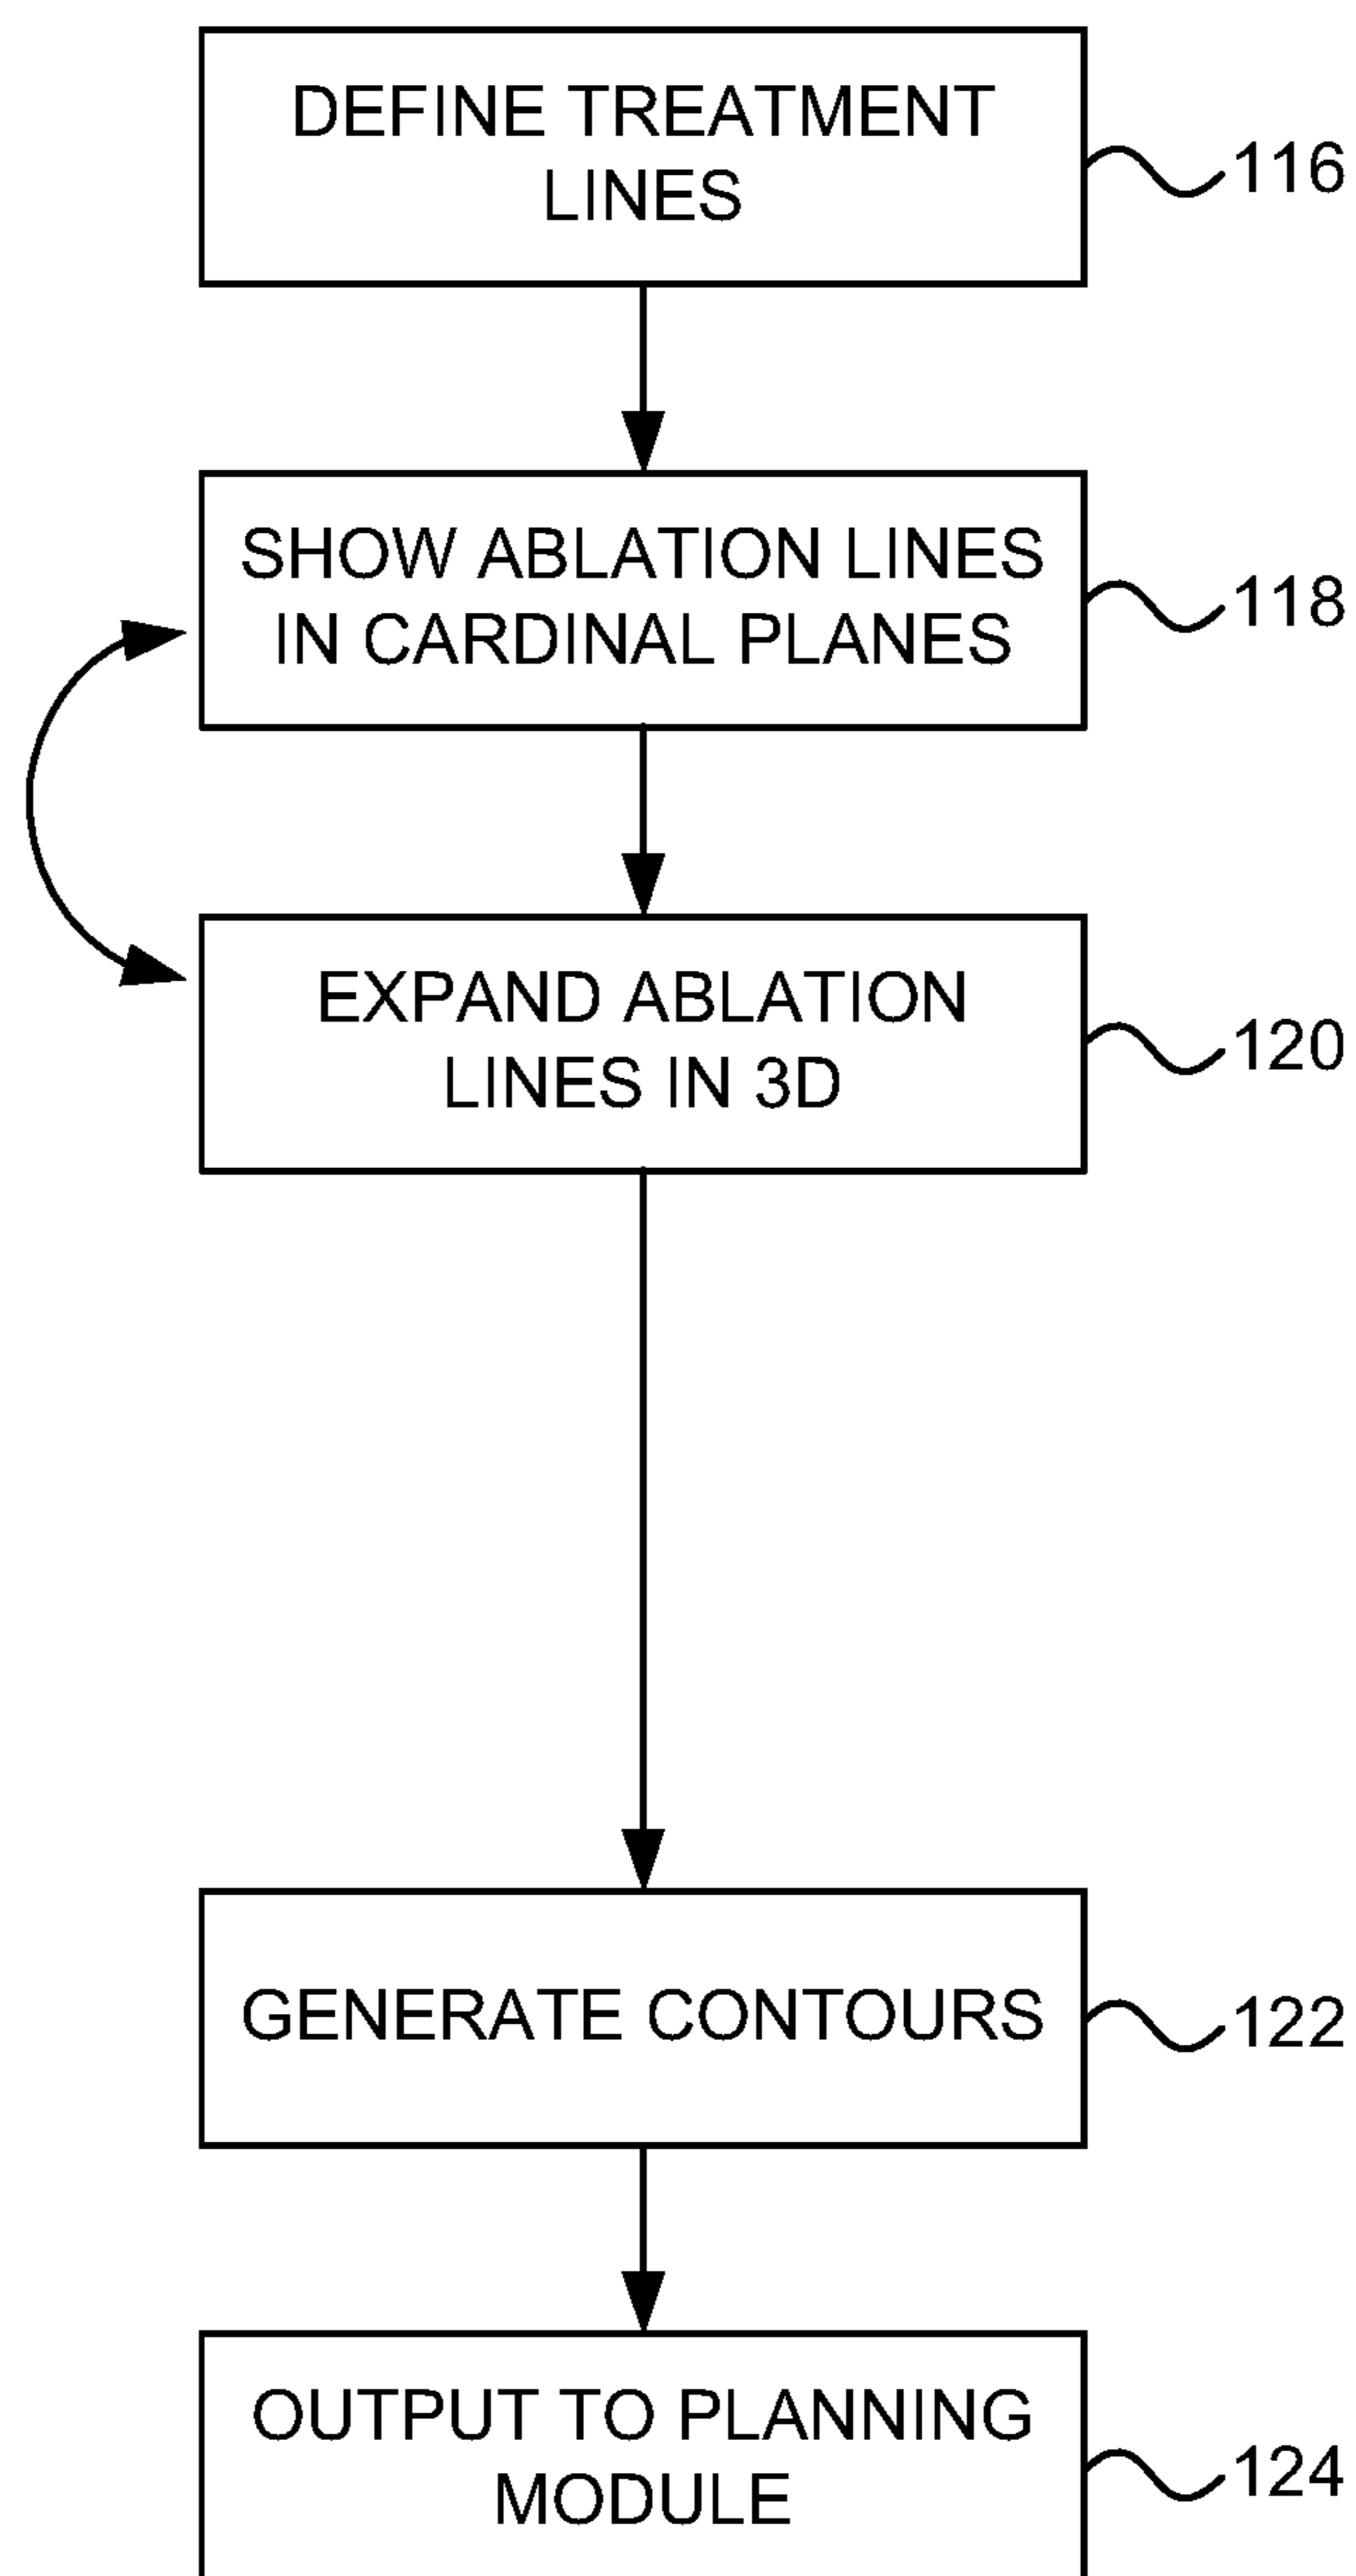 DEFINE TREATMENT
LINES
116
SHOW ABLATION LINES
IN CARDINAL PLANES
118
EXPAND ABLATION
LINES IN 3D
120
GENERATE CONTOURS
122
OUTPUT TO PLANNING
MODULE
124